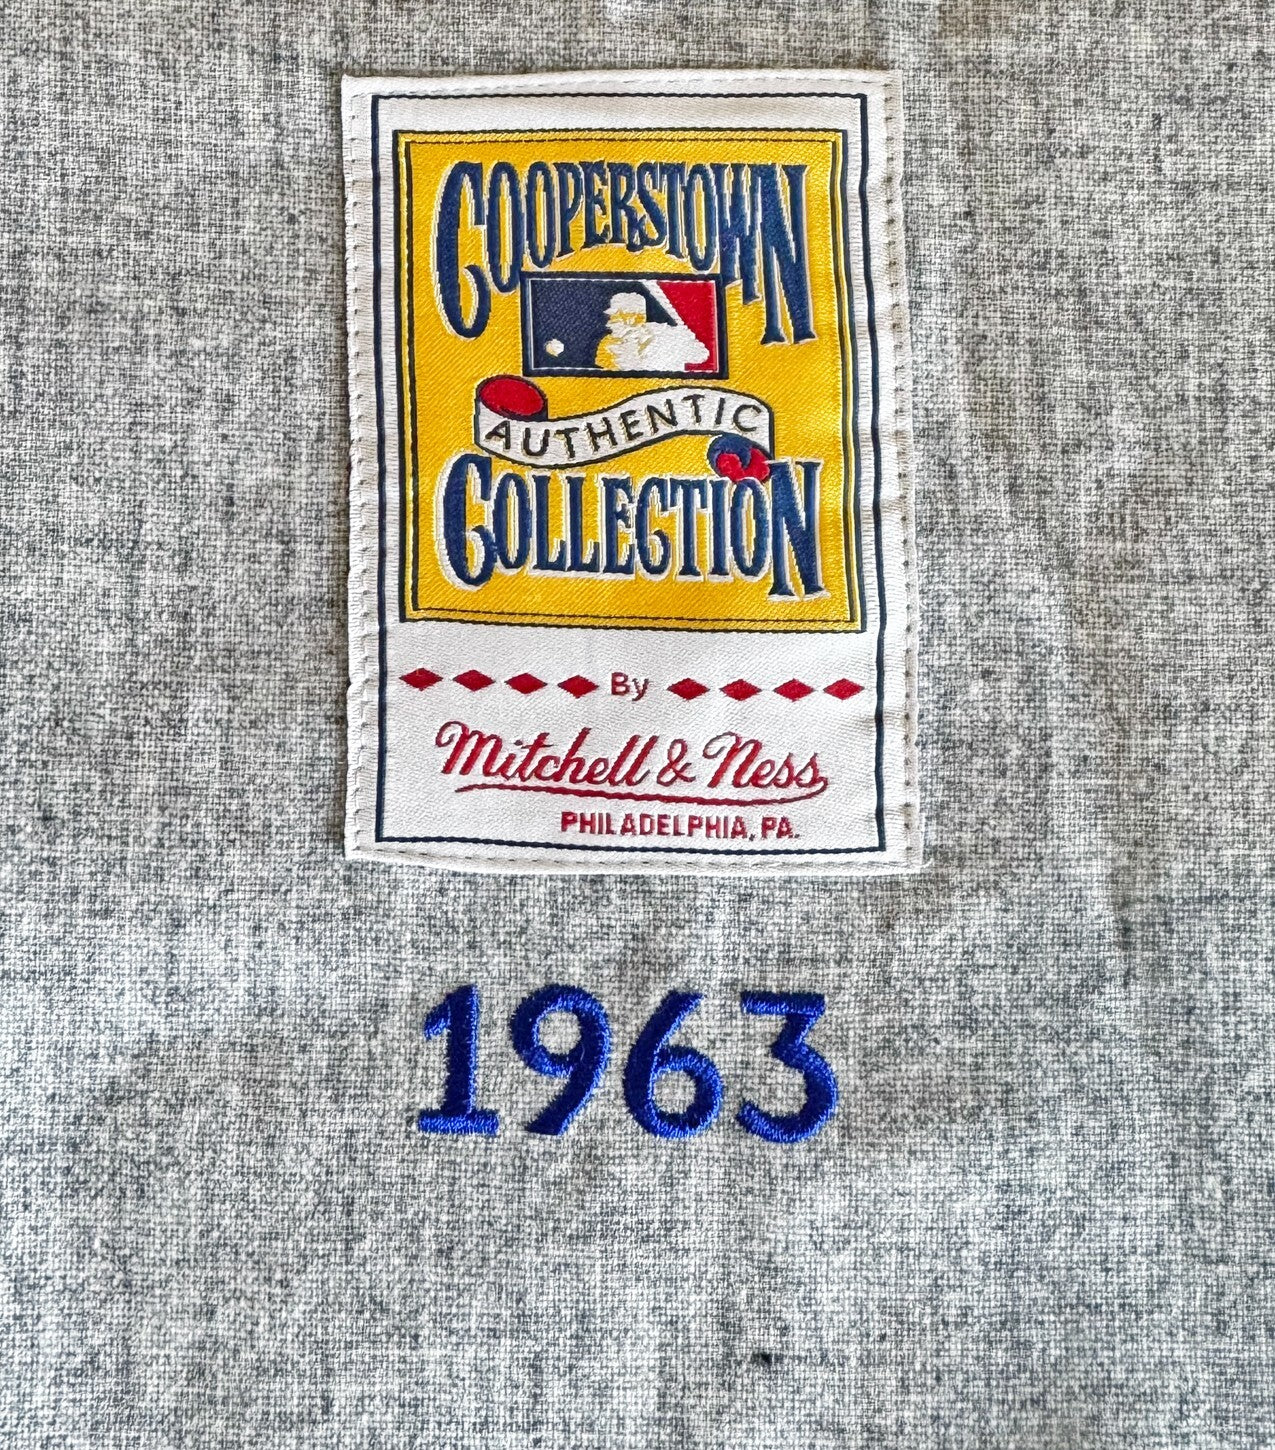 COOPERSTOWN
AUTHENTIC
COLLECTION
By
Mitchell & Ness
PHILADELPHIA, PA.
1963